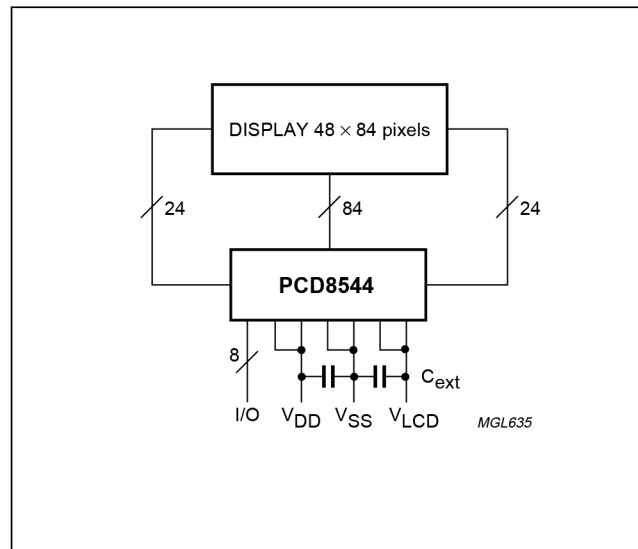 DISPLAY 48 × 84 pixels
24
84
24
PCD8544
8
C_ext
I/O
V_DD
V_SS
V_LCD
MGL635